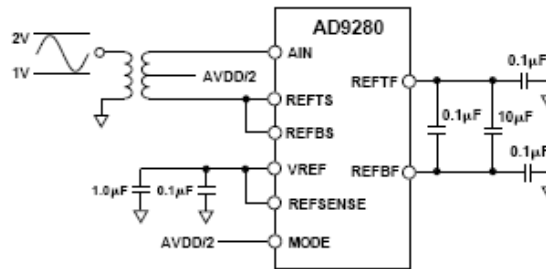 AD9280
2V
1V
AIN
AVDD/2
REFTS
REFBS
VREF
1.0µF
0.1µF
REFSENSE
AVDD/2
MODE
REFTF
0.1µF
0.1µF
10µF
0.1µF
REFBF